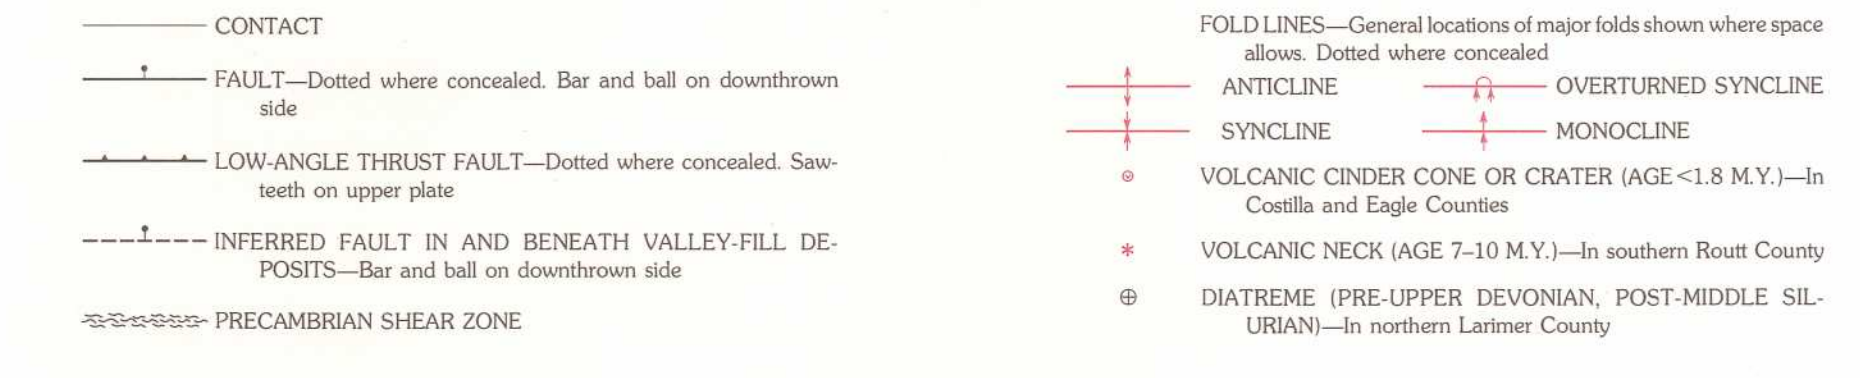 CONTACT
FAULT—Dotted where concealed. Bar and ball on downthrown
side
LOW-ANGLE THRUST FAULT—Dotted where concealed. Saw-
teeth on upper plate
INFERRED FAULT IN AND BENEATH VALLEY-FILL DE-
POSITS—Bar and ball on downthrown side
PRECAMBRIAN SHEAR ZONE
FOLD LINES—General locations of major folds shown where space
allows. Dotted where concealed
ANTICLINE
OVERTURNED SYNCLINE
SYNCLINE
MONOCLINE
VOLCANIC CINDER CONE OR CRATER (AGE <1.8 M.Y.)—In
Costilla and Eagle Counties
VOLCANIC NECK (AGE 7–10 M.Y.)—In southern Routt County
DIATREME (PRE-UPPER DEVONIAN, POST-MIDDLE SIL-
URIAN)—In northern Larimer County